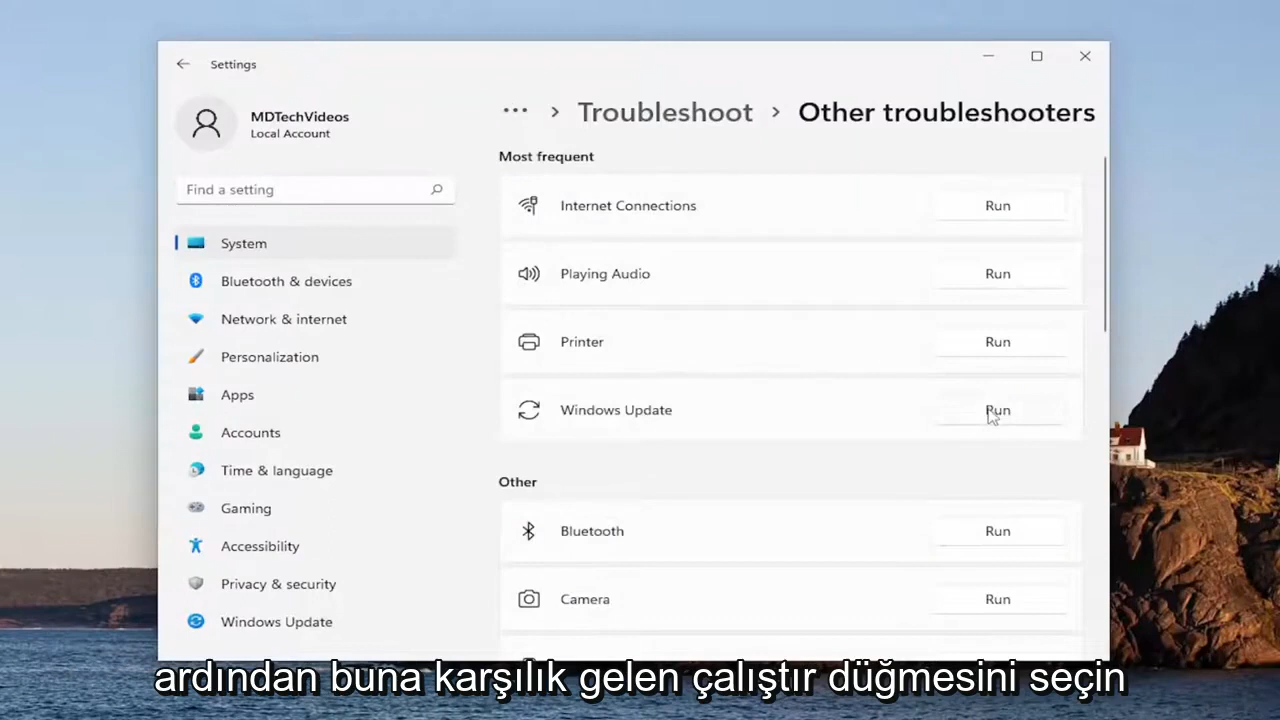 Settings
MDTechVideos
Local Account
Find a setting
System
Bluetooth & devices
Network & internet
Personalization
Apps
Accounts
Time & language
Gaming
Accessibility
Privacy & security
Windows Update
... > Troubleshoot > Other troubleshooters
Most frequent
Internet Connections Run
Playing Audio Run
Printer Run
Windows Update Run
Other
Bluetooth Run
Camera Run
ardından buna karşılık gelen çalıştır düğmesini seçin